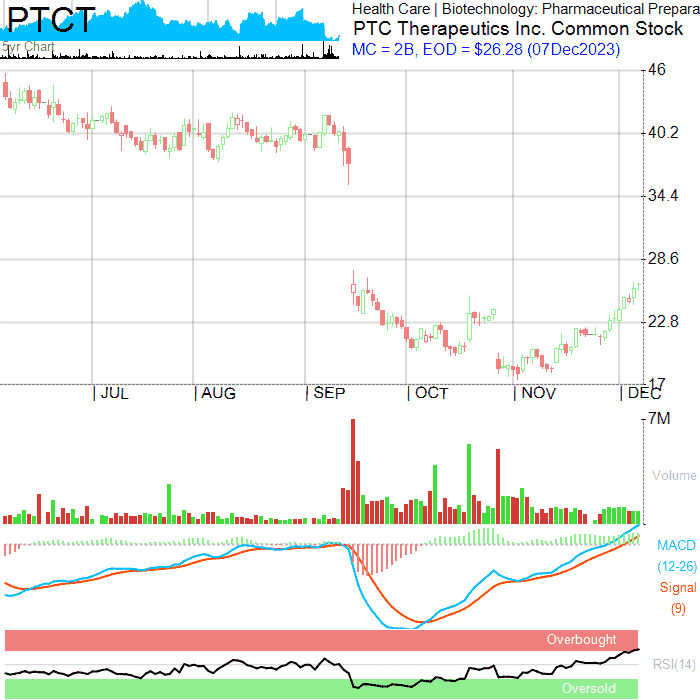 PTCT
5yr Chart
Health Care | Biotechnology: Pharmaceutical Prepara
PTC Therapeutics Inc. Common Stock
MC = 2B, EOD = $26.28 (07Dec2023)
46
40.2
34.4
28.6
22.8
17
JUL
AUG
SEP
OCT
NOV
DEC
7M
Volume
MACD
(12-26)
Signal
(9)
Overbought
RSI(14)
Oversold